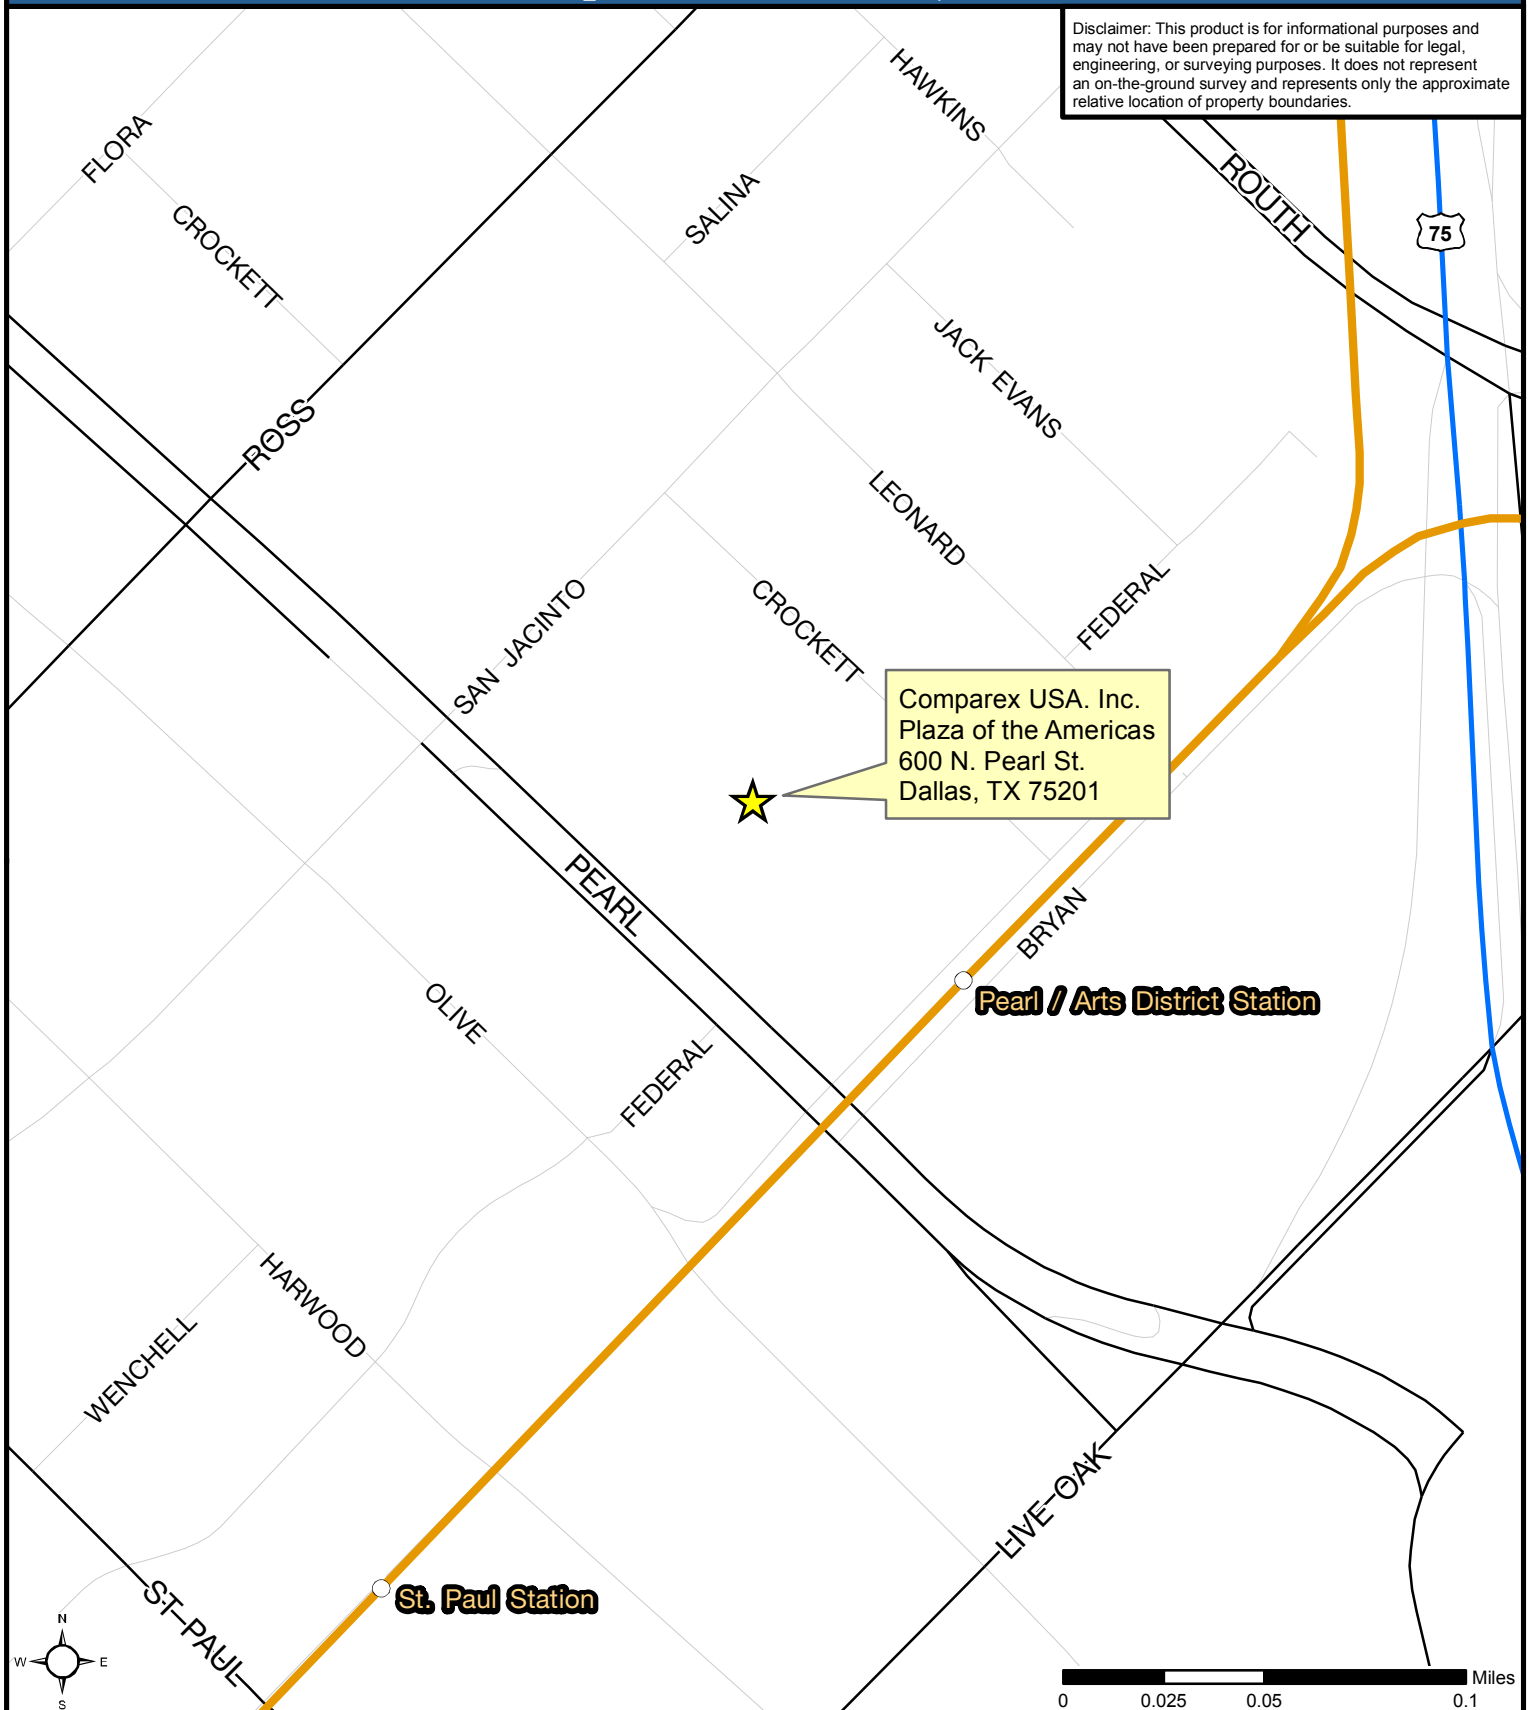 Disclaimer: This product is for informational purposes and
may not have been prepared for or be suitable for legal,
engineering, or surveying purposes. It does not represent
an on-the-ground survey and represents only the approximate
relative location of property boundaries.
HAWKINS
FLORA
ROUTH
SALINA
75
CROCKETT
JACK EVANS
ROSS
LEONARD
FEDERAL
SAN JACINTO
CROCKETT
Comparex USA. Inc.
Plaza of the Americas
600 N. Pearl St.
Dallas, TX 75201
PEARL
BRYAN
Pearl / Arts District Station
OLIVE
FEDERAL
HARWOOD
WENCHELL
LIVE OAK
St. Paul Station
ST PAUL
N
W
E
S
Miles
0
0.025
0.05
0.1